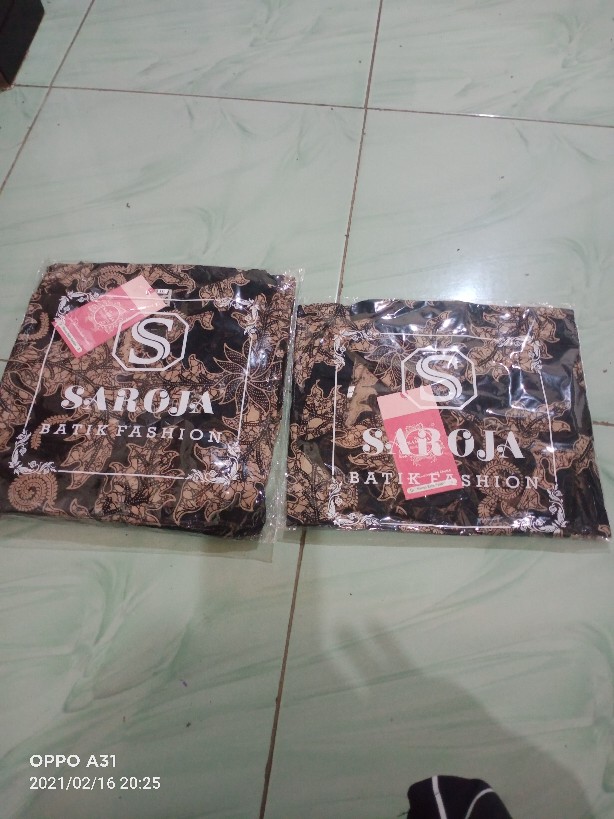 S
SAROJA
BATIK FASHION
S
SAROJA
BATIK FASHION
OPPO A31
2021/02/16 20:25